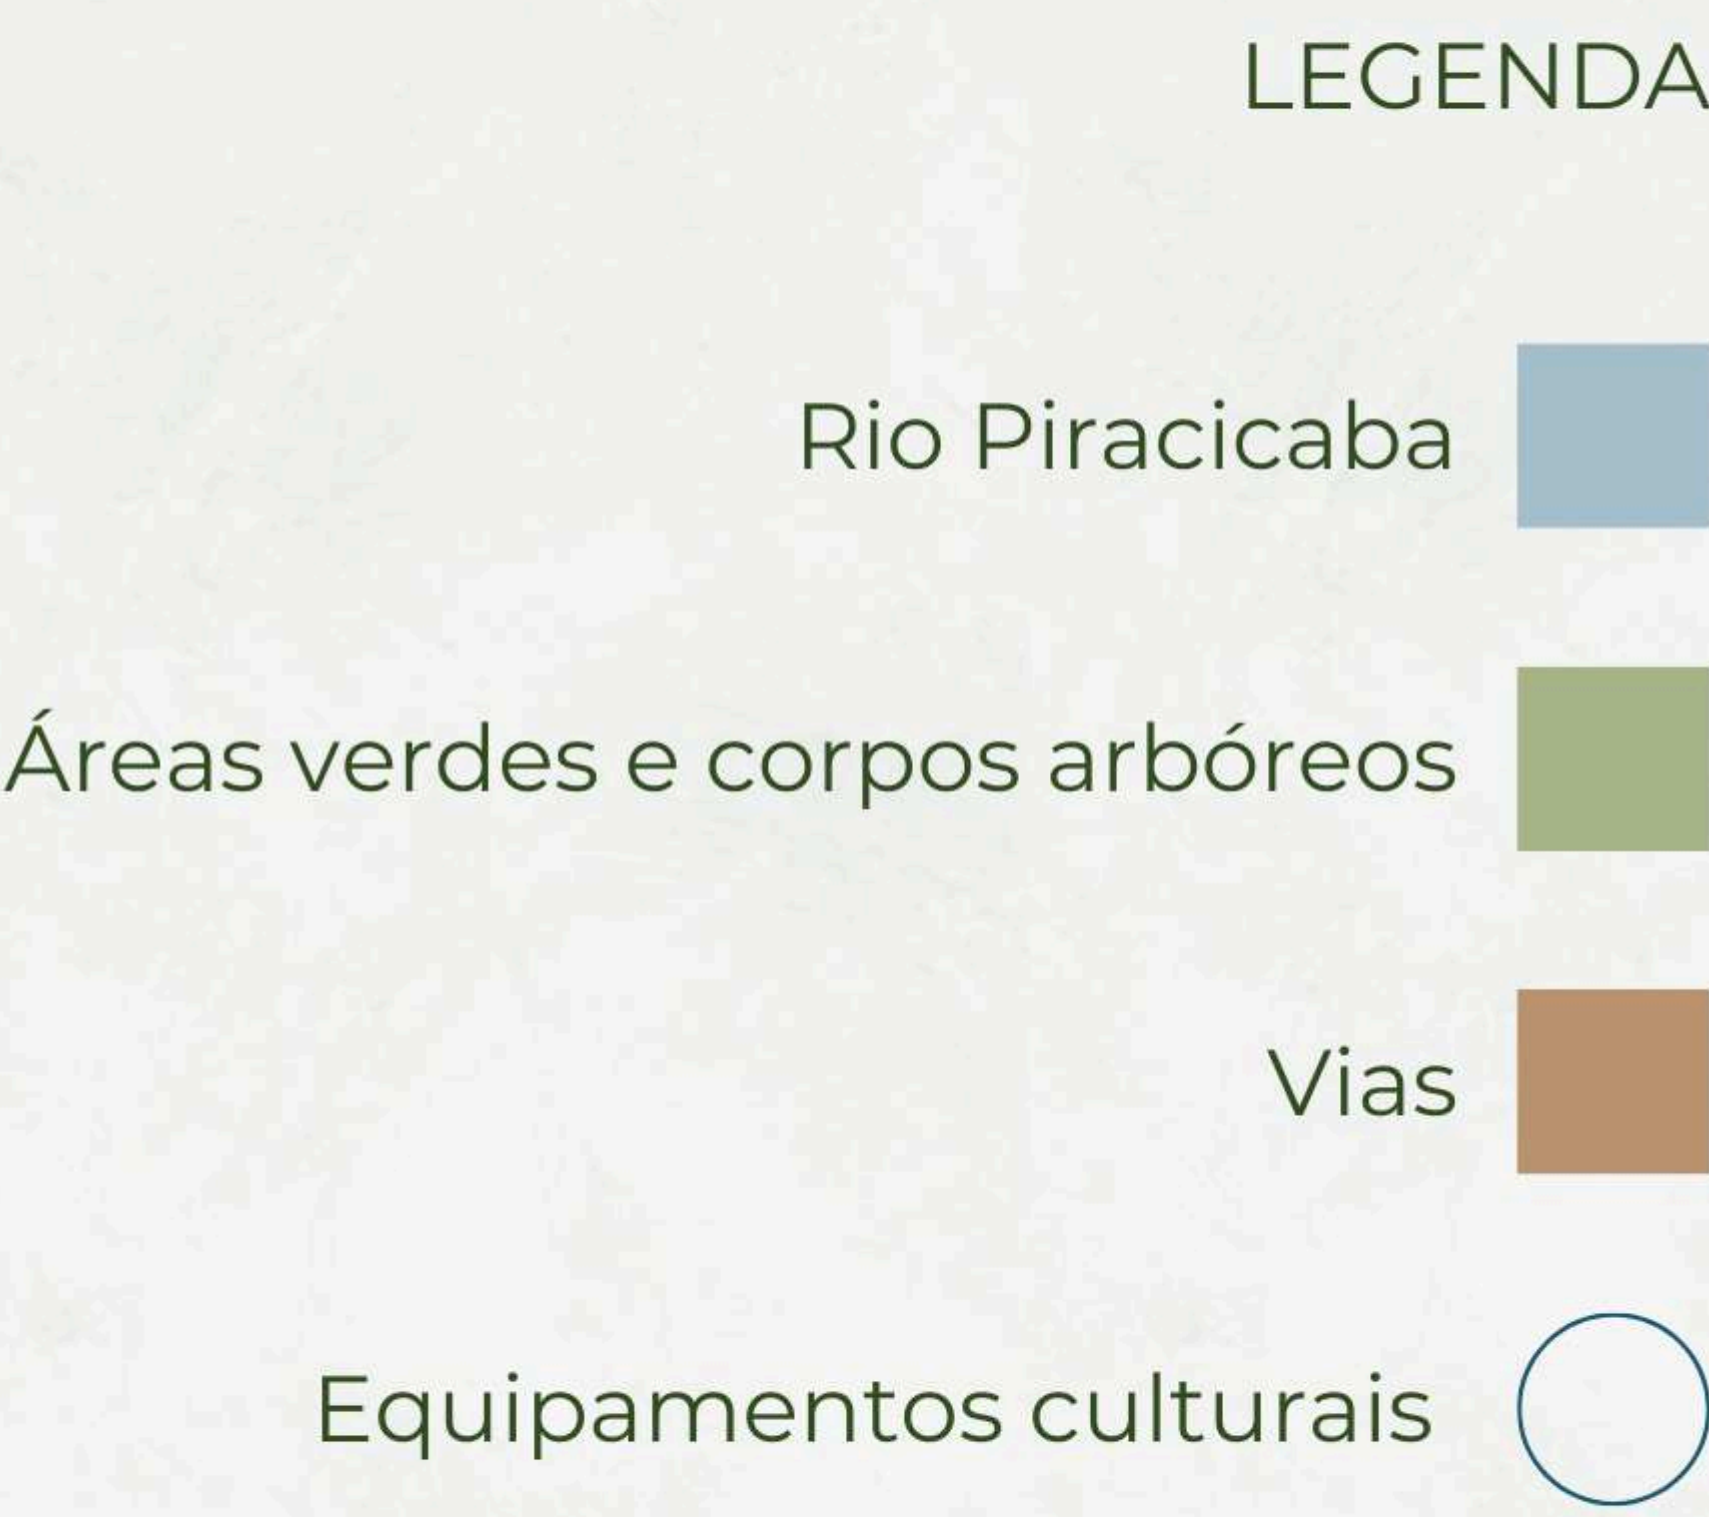 LEGENDA
Rio Piracicaba
Áreas verdes e corpos arbóreos
Vias
Equipamentos culturais